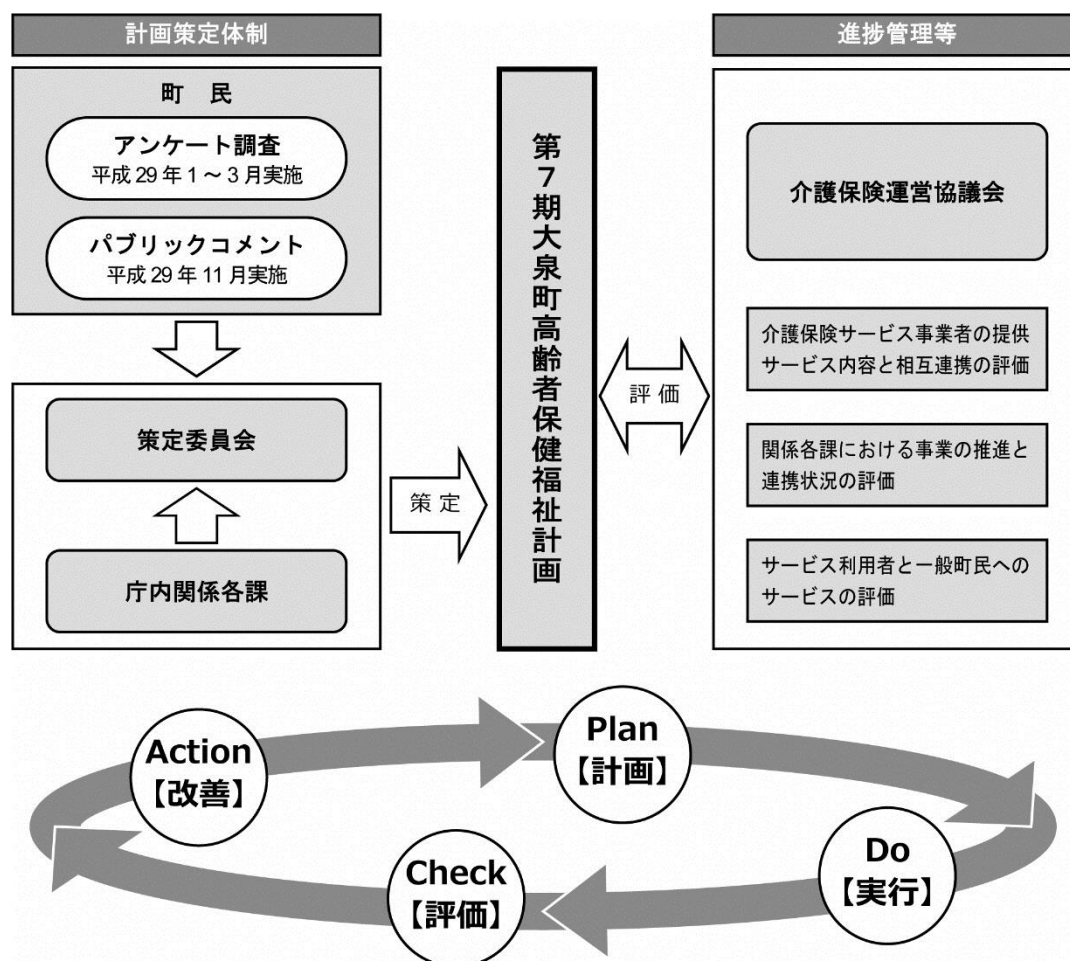 計画策定体制
町 民
アンケート調査
平成 29 年 1 ～ 3 月実施
パブリックコメント
平成 29 年 11 月実施
策定委員会
庁内関係各課
策 定
第7期大泉町高齢者保健福祉計画
評 価
進捗管理等
介護保険運営協議会
介護保険サービス事業者の提供
サービス内容と相互連携の評価
関係各課における事業の推進と
連携状況の評価
サービス利用者と一般町民への
サービスの評価
Action
【改善】
Plan
【計画】
Check
【評価】
Do
【実行】